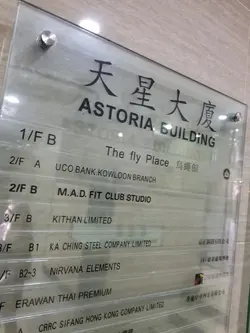 天星大廈
ASTORIA BUILDING
1/F B The fly Place
2/F A UCO BANK KOWLOON BRANCH
2/F B M.A.D. FIT CLUB STUDIO
3/F B KITHAN LIMITED
/F B1 KA CHING STEEL COMPANY LIMITED
/F B2-3 NIRVANA ELEMENTS
F ERAWAN THAI PREMIUM
A CRRC SIFANG HONG KONG COMPANY LIMITED